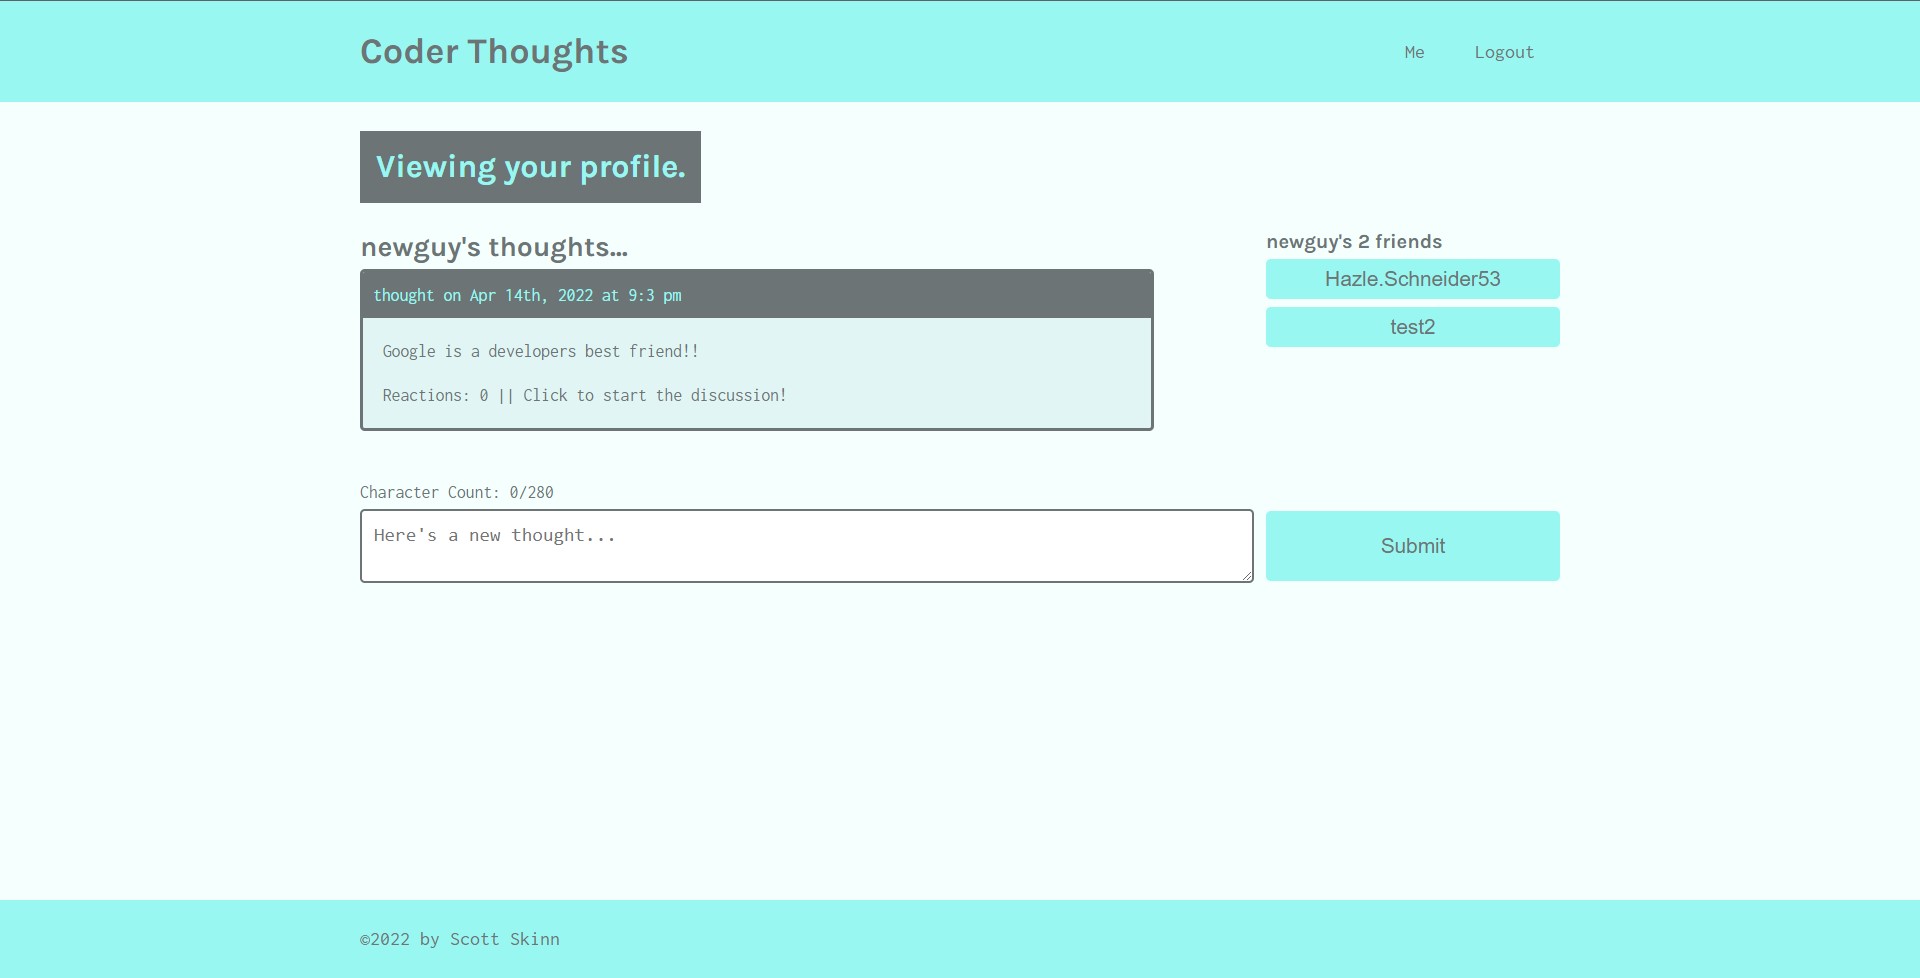 Coder Thoughts
Me
Logout
Viewing your profile.
newguy's thoughts...
thought on Apr 14th, 2022 at 9:3 pm
Google is a developers best friend!!
Reactions: 0 || Click to start the discussion!
newguy's 2 friends
Hazle.Schneider53
test2
Character Count: 0/280
Here's a new thought...
Submit
©2022 by Scott Skinn